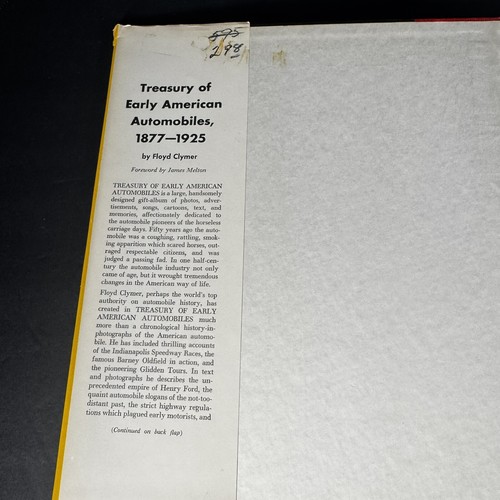 595
298
Treasury of
Early American
Automobiles,
1877—1925
by Floyd Clymer
Foreword by James Melton
TREASURY OF EARLY AMERICAN
AUTOMOBILES is a large, handsomely
designed gift-album of photos, adver-
tisements, songs, cartoons, text, and
memories, affectionately dedicated to
the automobile pioneers of the horseless
carriage days. Fifty years ago the auto-
mobile was a coughing, rattling, smok-
ing apparition which scared horses, out-
raged respectable citizens, and was
judged a passing fad. In one half-cen-
tury the automobile industry not only
came of age, but it wrought tremendous
changes in the American way of life.
Floyd Clymer, perhaps the world's top
authority on automobile history, has
created in TREASURY OF EARLY
AMERICAN AUTOMOBILES much
more than a chronological history-in-
photographs of the American automo-
bile. He has included thrilling accounts
of the Indianapolis Speedway Races, the
famous Barney Oldfield in action, and
the pioneering Glidden Tours. In text
and photographs he describes the un-
precedented empire of Henry Ford, the
quaint automobile slogans of the not-too-
distant past, the strict highway regula-
tions which plagued early motorists, and
(Continued on back flap)